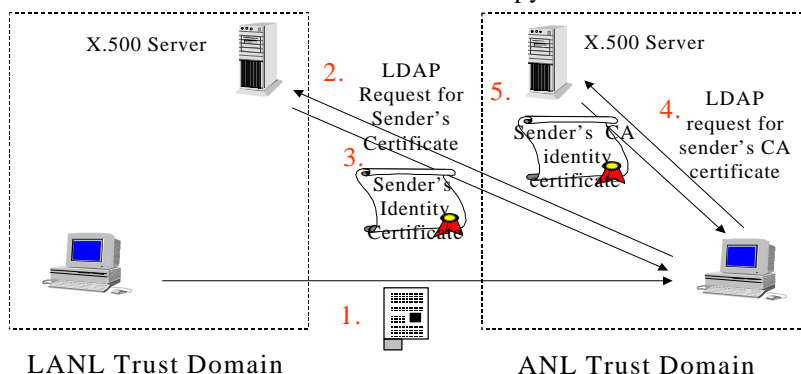 X.500 Server
2.
LDAP
Request for
Sender's
Certificate
3.
Sender's
Identity
Certificate
X.500 Server
5.
Sender's CA
identity
certificate
4.
LDAP
request for
sender's CA
certificate
1.
LANL Trust Domain
ANL Trust Domain